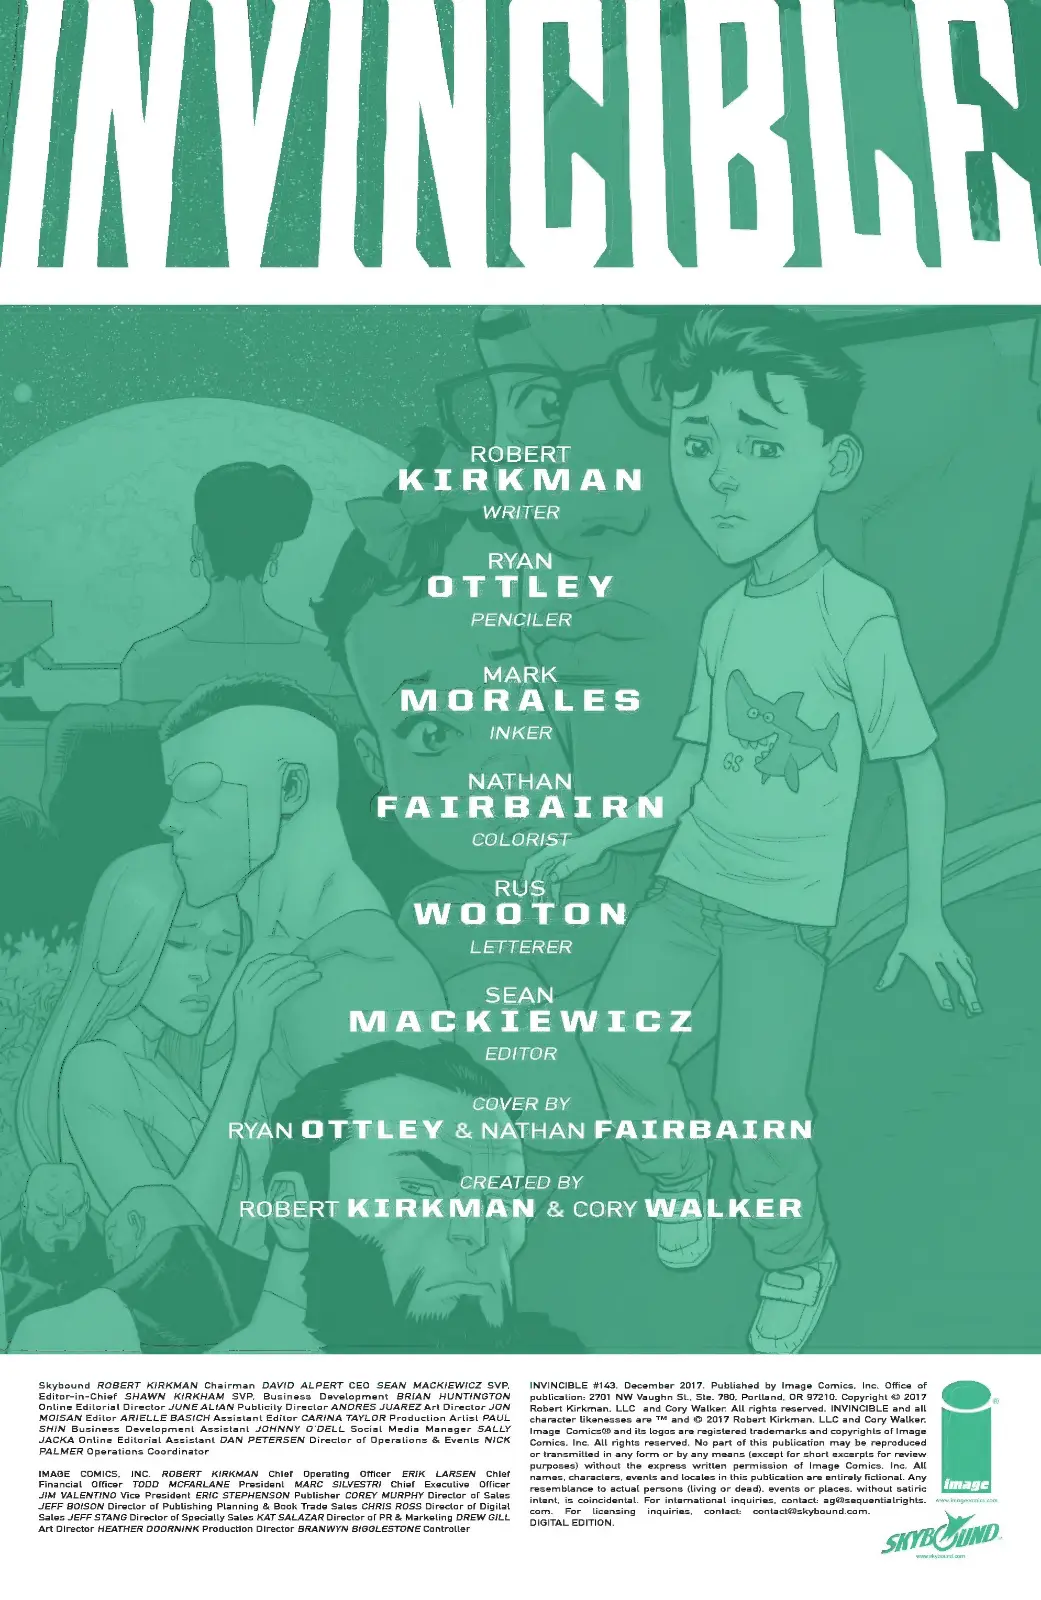 INVINCIBLE
ROBERT
KIRKMAN
WRITER
RYAN
OTTLEY
PENCILER
MARK
MORALES
INKER
NATHAN
FAIRBAIRN
COLORIST
RUS
WOOTON
LETTERER
SEAN
MACKIEWICZ
EDITOR
COVER BY
RYAN OTTLEY & NATHAN FAIRBAIRN
CREATED BY
ROBERT KIRKMAN & CORY WALKER
GS
Skybound ROBERT KIRKMAN Chairman DAVID ALPERT CEO SEAN MACKIEWICZ SVP,
Editor-in-Chief SHAWN KIRKHAM SVP, Business Development BRIAN HUNTINGTON
Online Editorial Director JUNE ALIAN Publicity Director ANDRES JUAREZ Art Director JON
MOISAN Editor ARIELLE BASICH Assistant Editor CARINA TAYLOR Production Artist PAUL
SHIN Business Development Assistant JOHNNY O'DELL Social Media Manager SALLY
JACKA Online Editorial Assistant DAN PETERSEN Director of Operations & Events NICK
PALMER Operations Coordinator
IMAGE COMICS, INC. ROBERT KIRKMAN Chief Operating Officer ERIK LARSEN Chief
Financial Officer TODD MCFARLANE President MARC SILVESTRI Chief Executive Officer
JIM VALENTINO Vice President ERIC STEPHENSON Publisher COREY MURPHY Director of Sales
JEFF BOISON Director of Publishing Planning & Book Trade Sales CHRIS ROSS Director of Digital
Sales JEFF STANG Director of Specialty Sales KAT SALAZAR Director of PR & Marketing DREW GILL
Art Director HEATHER DOORNINK Production Director BRANWYN BIGGLESTONE Controller
INVINCIBLE #143. December 2017. Published by Image Comics, Inc. Office of
publication: 2701 NW Vaughn St., Ste. 780, Portland, OR 97210. Copyright © 2017
Robert Kirkman, LLC and Cory Walker. All rights reserved. INVINCIBLE and all
character likenesses are ™ and © 2017 Robert Kirkman, LLC and Cory Walker.
Image Comics® and its logos are registered trademarks and copyrights of Image
Comics, Inc. All rights reserved. No part of this publication may be reproduced
or transmitted in any form or by any means (except for short excerpts for review
purposes) without the express written permission of Image Comics, Inc. All
names, characters, events and locales in this publication are entirely fictional. Any
resemblance to actual persons (living or dead), events or places, without satiric
intent, is coincidental. For international inquiries, contact: ag@sequentialrights.
com. For licensing inquiries, contact: contact@skybound.com.
DIGITAL EDITION.
®
image
www.imagecomics.com
SKYBOUND
www.skybound.com